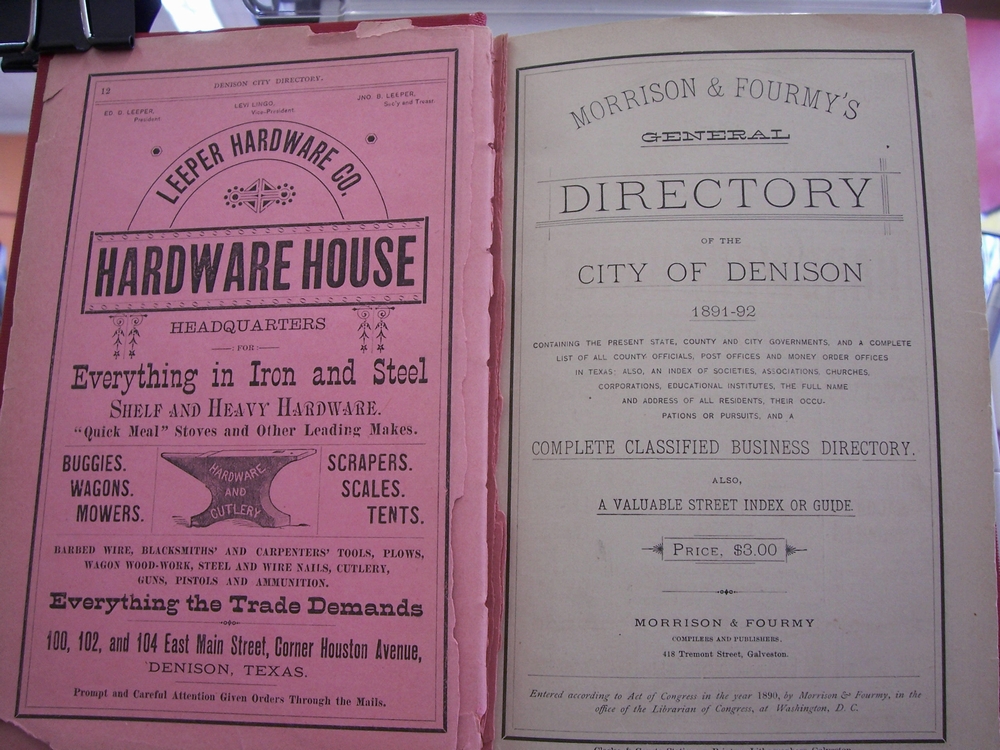 12
DENISON CITY DIRECTORY.
ED. D. LEEPER,
President.
LEVI LINGO,
Vice-President.
JNO. B. LEEPER,
Sec'y and Treas'r
LEEPER HARDWARE CO.
HARDWARE HOUSE
HEADQUARTERS
FOR
Everything in Iron and Steel
SHELF AND HEAVY HARDWARE.
"Quick Meal" Stoves and Other Leading Makes.
BUGGIES.
WAGONS.
MOWERS.
HARDWARE
AND
CUTLERY
SCRAPERS.
SCALES.
TENTS.
BARBED WIRE, BLACKSMITHS' AND CARPENTERS' TOOLS, PLOWS,
WAGON WOOD-WORK, STEEL AND WIRE NAILS, CUTLERY,
GUNS, PISTOLS AND AMMUNITION.
Everything the Trade Demands
100, 102, and 104 East Main Street, Corner Houston Avenue,
DENISON, TEXAS.
Prompt and Careful Attention Given Orders Through the Mails.
MORRISON & FOURMY'S
GENERAL
DIRECTORY
OF THE
CITY OF DENISON
1891-92
CONTAINING THE PRESENT STATE, COUNTY AND CITY GOVERNMENTS, AND A COMPLETE
LIST OF ALL COUNTY OFFICIALS, POST OFFICES AND MONEY ORDER OFFICES
IN TEXAS; ALSO, AN INDEX OF SOCIETIES, ASSOCIATIONS, CHURCHES,
CORPORATIONS, EDUCATIONAL INSTITUTES, THE FULL NAME
AND ADDRESS OF ALL RESIDENTS, THEIR OCCU-
PATIONS OR PURSUITS, AND A
COMPLETE CLASSIFIED BUSINESS DIRECTORY.
ALSO,
A VALUABLE STREET INDEX OR GUIDE.
PRICE, $3.00
MORRISON & FOURMY
COMPILERS AND PUBLISHERS,
418 Tremont Street, Galveston.
Entered according to Act of Congress in the year 1890, by Morrison & Fourmy, in the
office of the Librarian of Congress, at Washington, D. C.